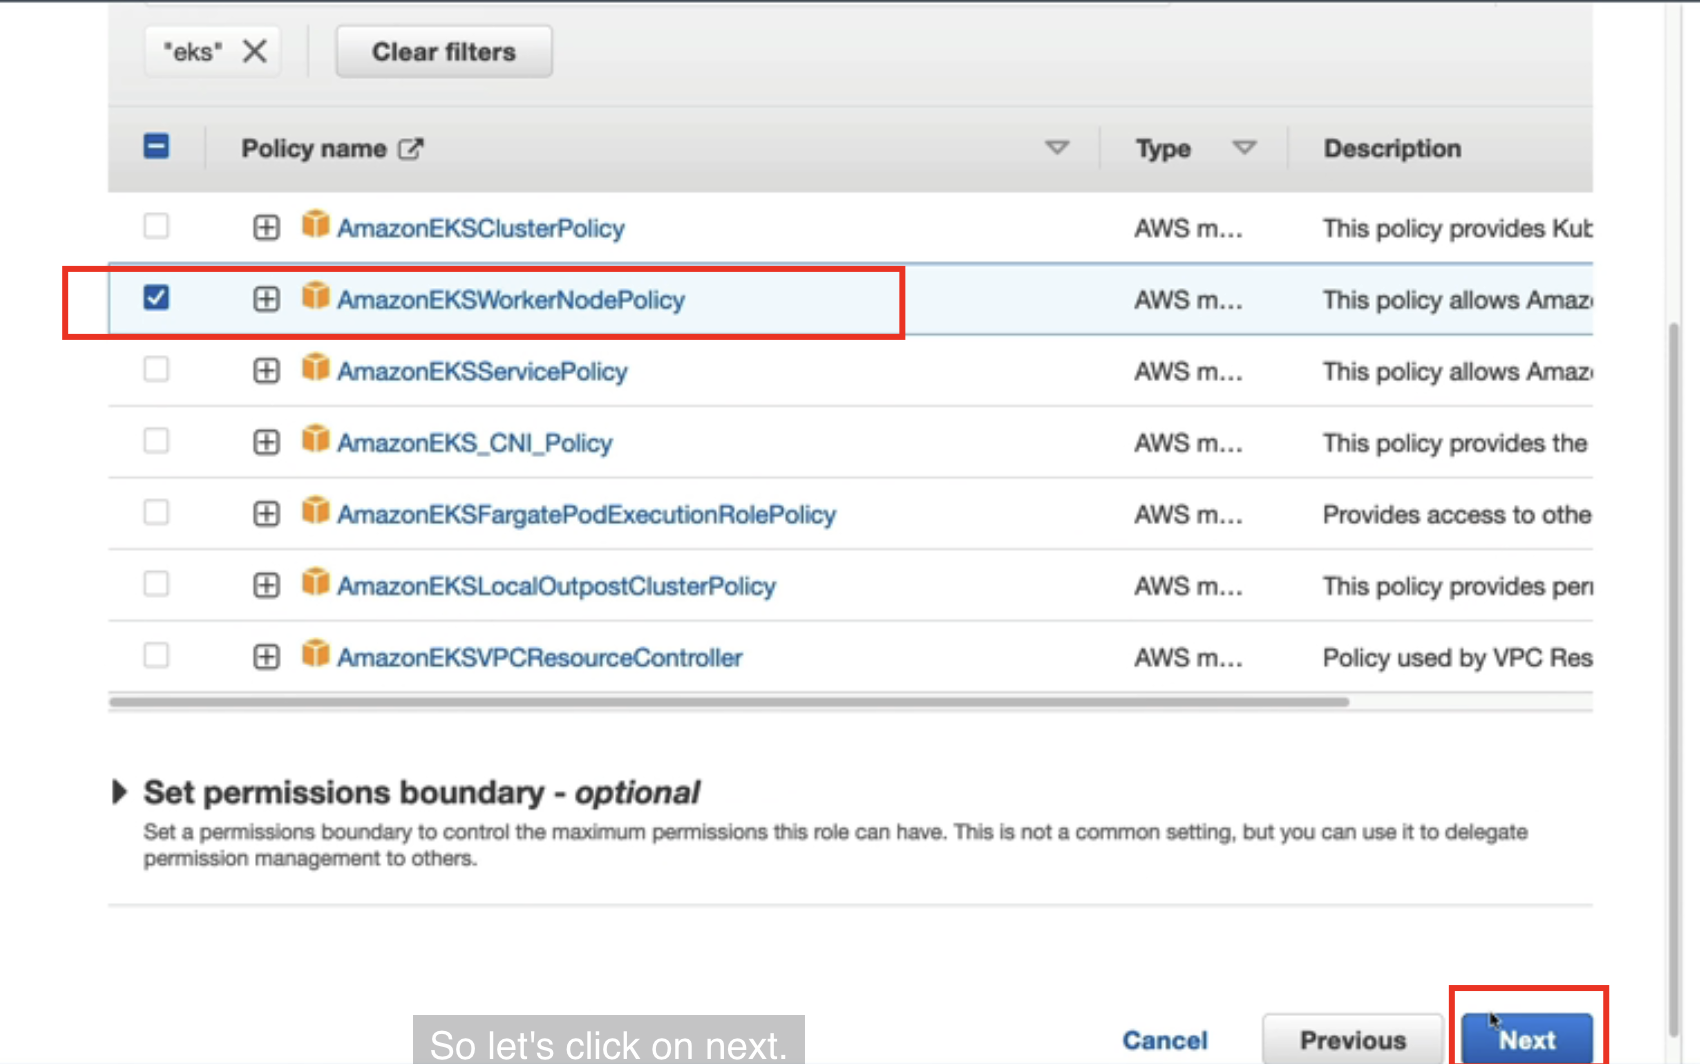 "eks"
Clear filters
Policy name Type Description
AmazonEKSClusterPolicy AWS m... This policy provides Kub
AmazonEKSWorkerNodePolicy AWS m... This policy allows Amaz
AmazonEKSServicePolicy AWS m... This policy allows Amaz
AmazonEKS_CNI_Policy AWS m... This policy provides the
AmazonEKSFargatePodExecutionRolePolicy AWS m... Provides access to othe
AmazonEKSLocalOutpostClusterPolicy AWS m... This policy provides per
AmazonEKSVPCResourceController AWS m... Policy used by VPC Res
Set permissions boundary - optional
Set a permissions boundary to control the maximum permissions this role can have. This is not a common setting, but you can use it to delegate
permission management to others.
Cancel Previous Next
So let's click on next.